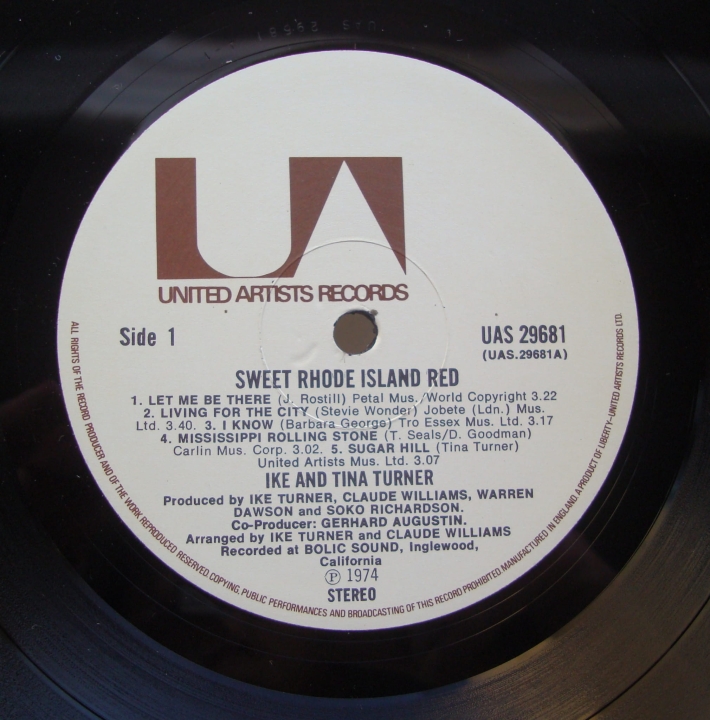 UA
UNITED ARTISTS RECORDS
Side 1
UAS 29681
(UAS.29681A)
SWEET RHODE ISLAND RED
1. LET ME BE THERE (J. Rostill) Petal Mus./World Copyright 3.22
2. LIVING FOR THE CITY (Stevie Wonder) Jobete (Ldn.) Mus.
Ltd. 3.40. 3. I KNOW (Barbara George) Tro Essex Mus. Ltd. 3.17
4. MISSISSIPPI ROLLING STONE (T. Seals/D. Goodman)
Carlin Mus. Corp. 3.02. 5. SUGAR HILL (Tina Turner)
United Artists Mus. Ltd. 3.07
IKE AND TINA TURNER
Produced by IKE TURNER, CLAUDE WILLIAMS, WARREN
DAWSON and SOKO RICHARDSON.
Co-Producer: GERHARD AUGUSTIN.
Arranged by IKE TURNER and CLAUDE WILLIAMS
Recorded at BOLIC SOUND, Inglewood,
California
Ⓟ 1974
STEREO
ALL RIGHTS OF THE RECORD PRODUCER AND OF THE WORK REPRODUCED RESERVED. COPYING, PUBLIC PERFORMANCES AND BROADCASTING OF THIS RECORD PROHIBITED. MANUFACTURED IN ENGLAND A PRODUCT OF LIBERTY–UNITED ARTISTS RECORDS LTD.